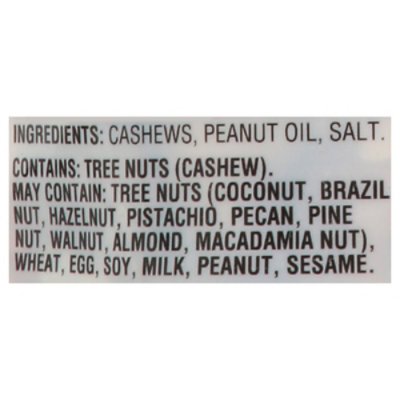 INGREDIENTS: CASHEWS, PEANUT OIL, SALT.
CONTAINS: TREE NUTS (CASHEW).
MAY CONTAIN: TREE NUTS (COCONUT, BRAZIL
NUT, HAZELNUT, PISTACHIO, PECAN, PINE
NUT, WALNUT, ALMOND, MACADAMIA NUT),
WHEAT, EGG, SOY, MILK, PEANUT, SESAME.